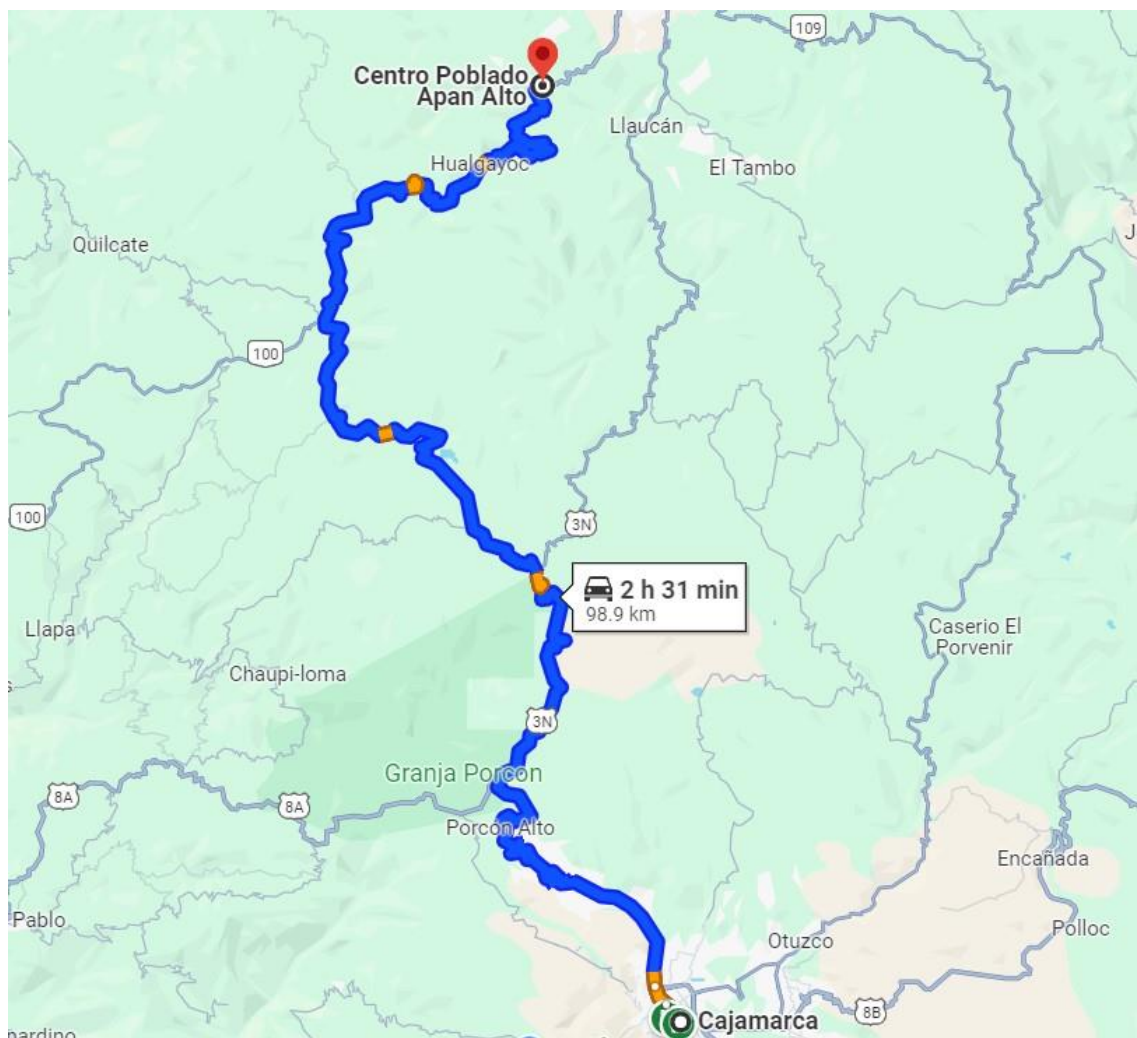 109
Centro Poblado
Apan Alto
Llaucán
Hualgayoc
El Tambo
Quilcate
100
100
3N
2 h 31 min
98.9 km
Llapa
Caserio El
Porvenir
Chaupi-loma
3N
Granja Porcon
8A
8A
Porcón Alto
Encañada
Pablo
Polloc
Otuzco
8B
Cajamarca